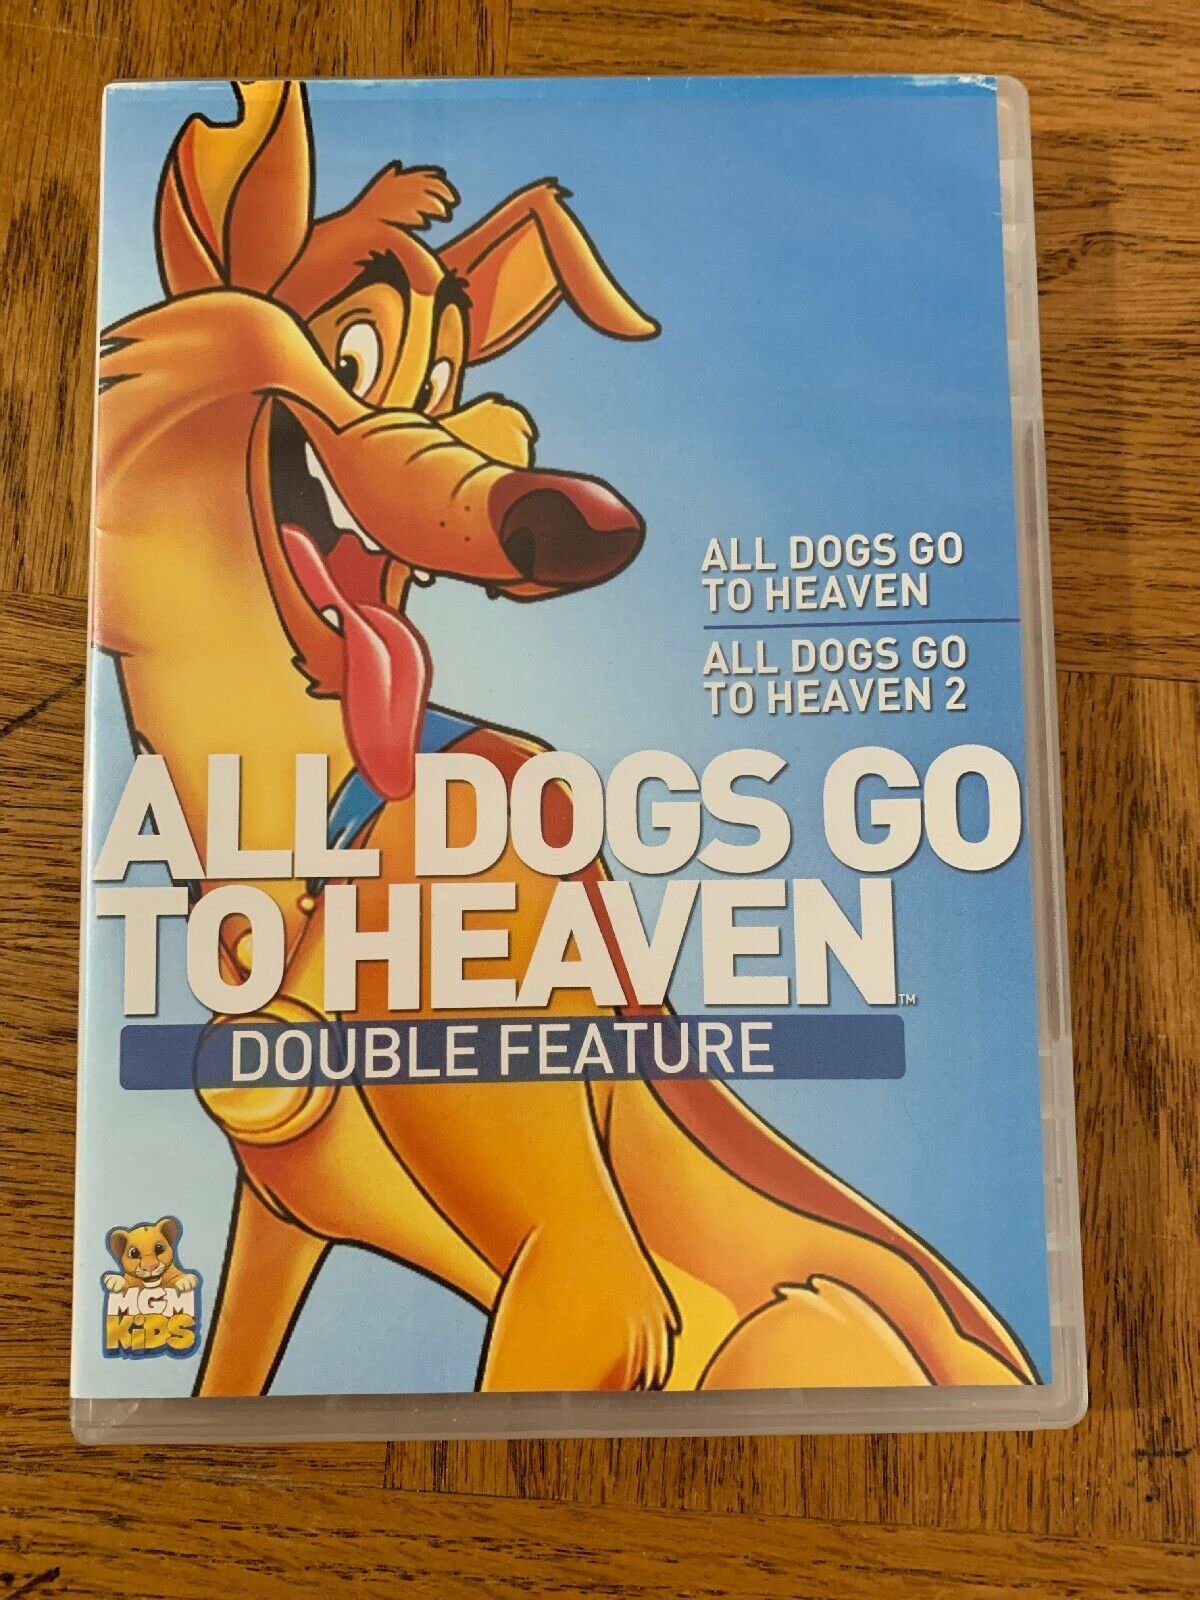 ALL DOGS GO
TO HEAVEN
ALL DOGS GO
TO HEAVEN 2
ALL DOGS GO
TO HEAVEN™
DOUBLE FEATURE
MGM
KiDS